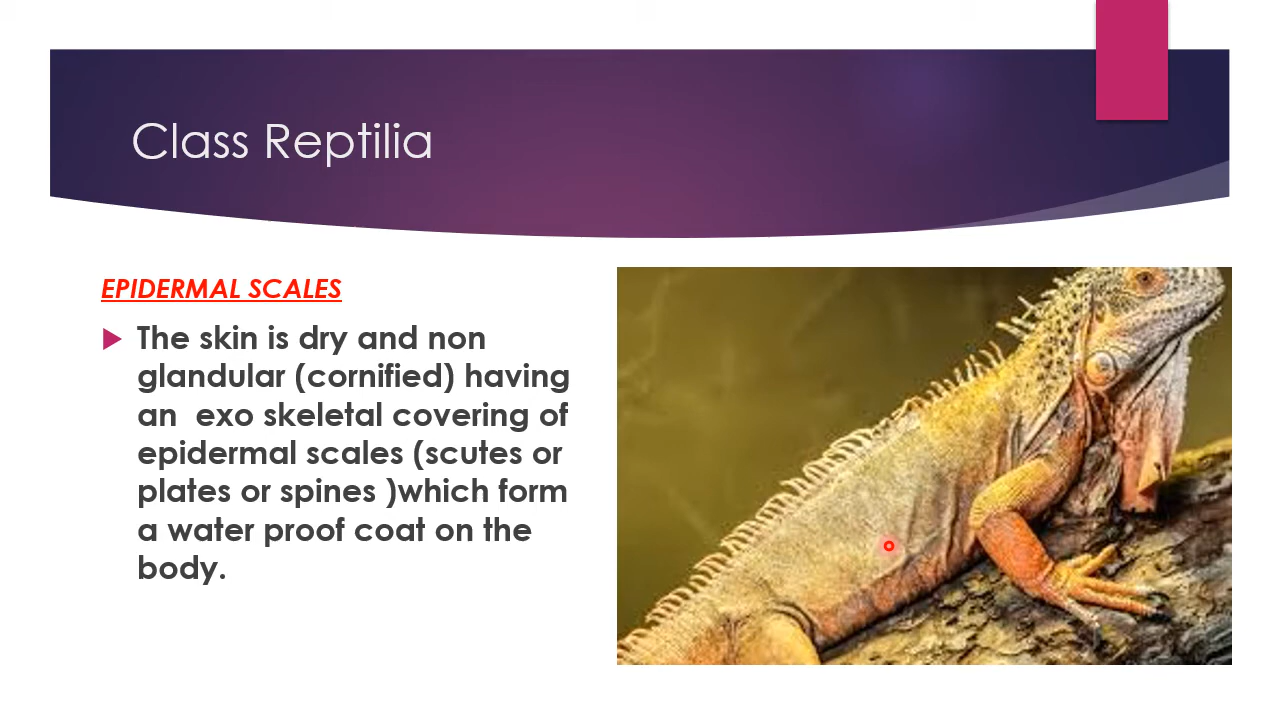 Class Reptilia
EPIDERMAL SCALES
The skin is dry and non
glandular (cornified) having
an  exo skeletal covering of
epidermal scales (scutes or
plates or spines )which form
a water proof coat on the
body.